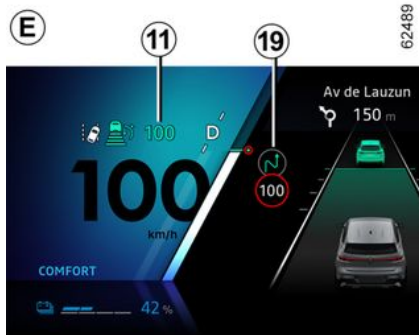 E
11
19
62489
Av de Lauzun
150 m
100
D
100
km/h
100
COMFORT
42 %